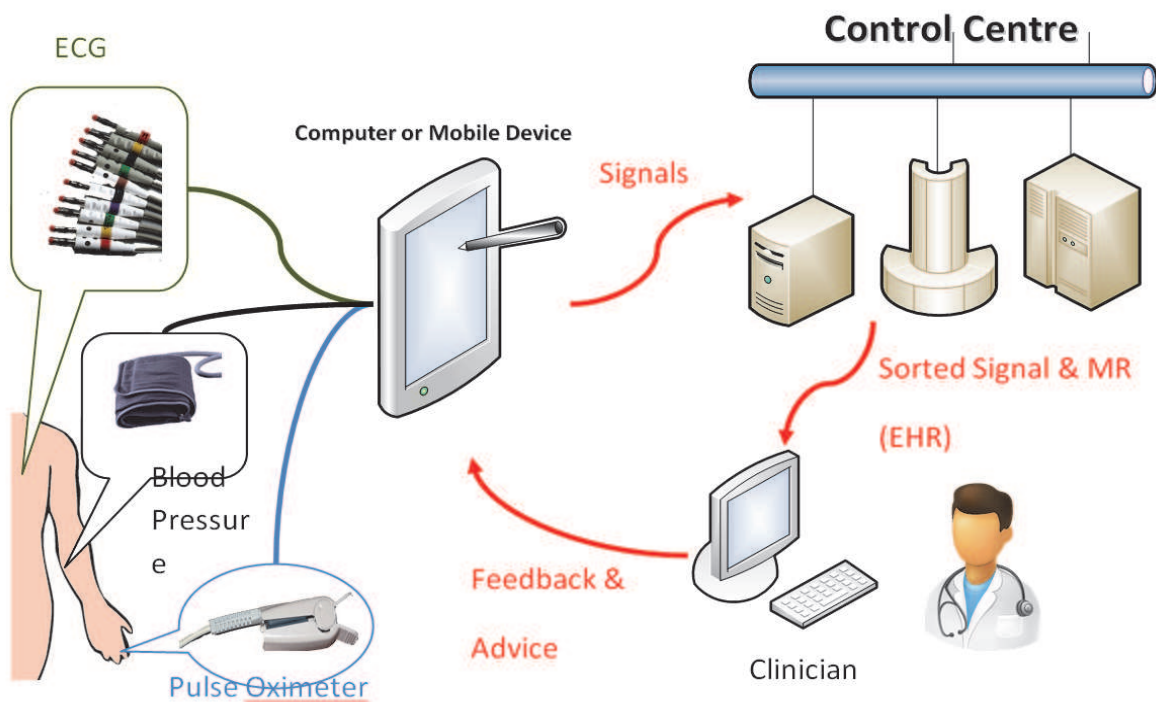 ECG
Control Centre
Computer or Mobile Device
Signals
Sorted Signal & MR
(EHR)
Blood
Pressur
e
Feedback &
Advice
Clinician
Pulse Oximeter